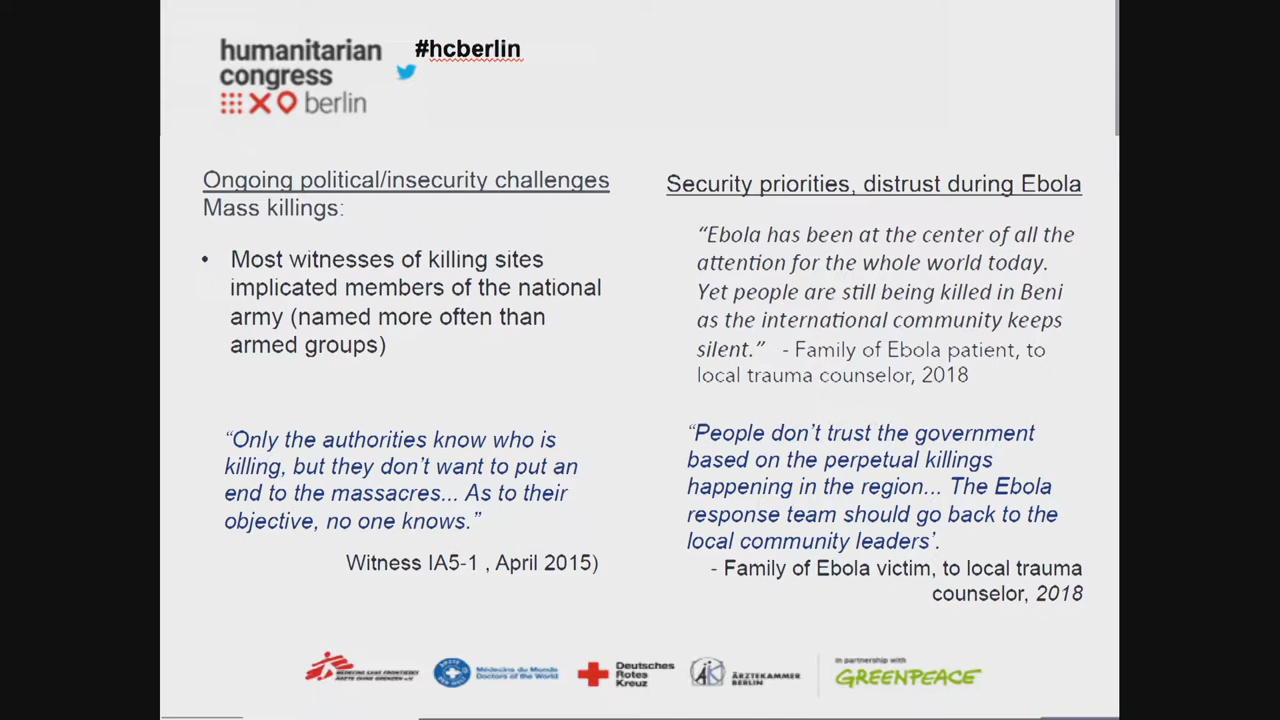 humanitarian
congress
berlin
#hcberlin
Ongoing political/insecurity challenges
Mass killings:
• Most witnesses of killing sites
implicated members of the national
army (named more often than
armed groups)
“Only the authorities know who is
killing, but they don’t want to put an
end to the massacres... As to their
objective, no one knows.”
Witness IA5-1 , April 2015)
Security priorities, distrust during Ebola
“Ebola has been at the center of all the
attention for the whole world today.
Yet people are still being killed in Beni
as the international community keeps
silent.” - Family of Ebola patient, to
local trauma counselor, 2018
“People don’t trust the government
based on the perpetual killings
happening in the region... The Ebola
response team should go back to the
local community leaders’.
- Family of Ebola victim, to local trauma
counselor, 2018
MEDECINS SANS FRONTIERES
ÄRZTE OHNE GRENZEN e.V.
Médecins du Monde
Doctors of the World
Deutsches
Rotes
Kreuz
ÄRZTEKAMMER
BERLIN
in partnership with
GREENPEACE